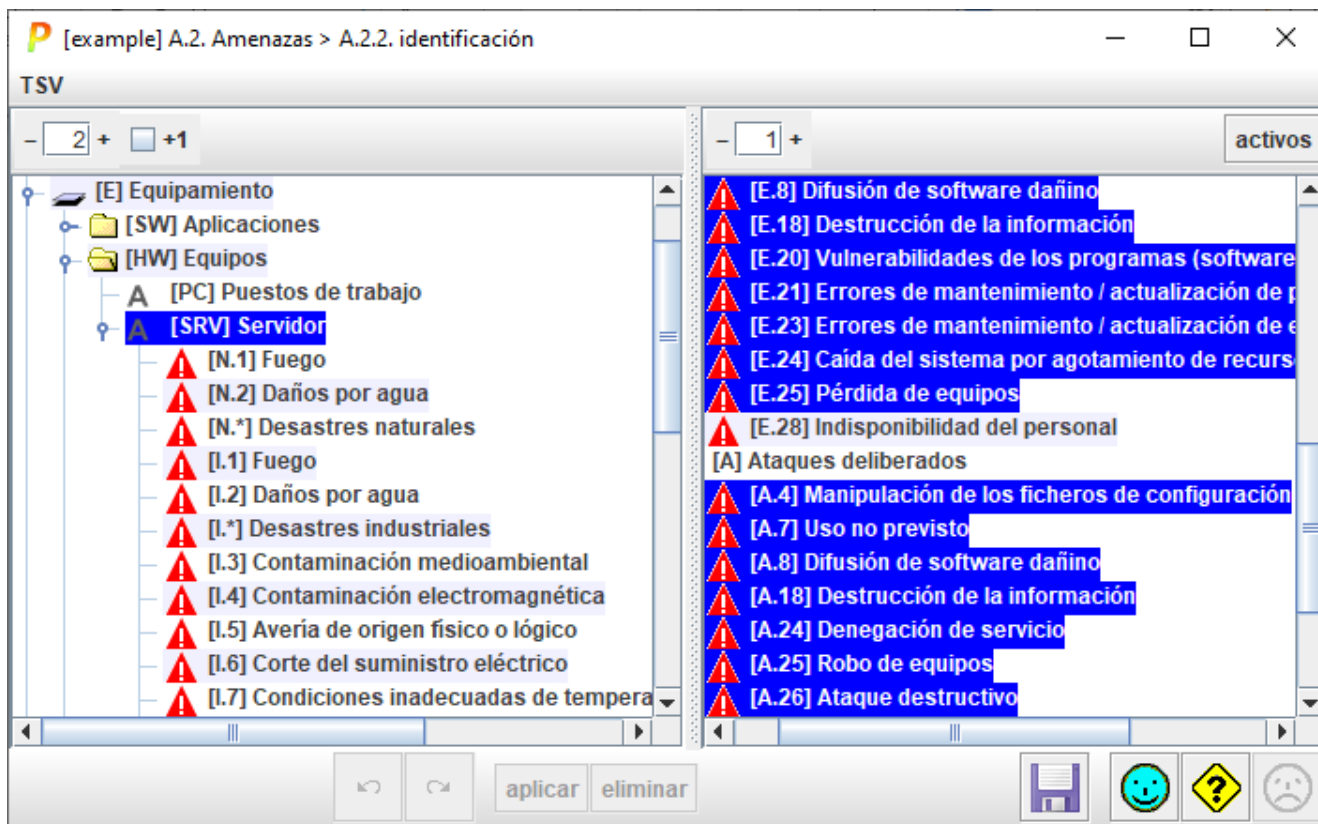 P [example] A.2. Amenazas > A.2.2. identificación
TSV
– 2 + +1
[E] Equipamiento
[SW] Aplicaciones
[HW] Equipos
A [PC] Puestos de trabajo
A [SRV] Servidor
[N.1] Fuego
[N.2] Daños por agua
[N.*] Desastres naturales
[I.1] Fuego
[I.2] Daños por agua
[I.*] Desastres industriales
[I.3] Contaminación medioambiental
[I.4] Contaminación electromagnética
[I.5] Avería de origen físico o lógico
[I.6] Corte del suministro eléctrico
[I.7] Condiciones inadecuadas de tempera
– 1 + activos
[E.8] Difusión de software dañino
[E.18] Destrucción de la información
[E.20] Vulnerabilidades de los programas (software
[E.21] Errores de mantenimiento / actualización de p
[E.23] Errores de mantenimiento / actualización de e
[E.24] Caída del sistema por agotamiento de recurs
[E.25] Pérdida de equipos
[E.28] Indisponibilidad del personal
[A] Ataques deliberados
[A.4] Manipulación de los ficheros de configuración
[A.7] Uso no previsto
[A.8] Difusión de software dañino
[A.18] Destrucción de la información
[A.24] Denegación de servicio
[A.25] Robo de equipos
[A.26] Ataque destructivo
aplicar eliminar